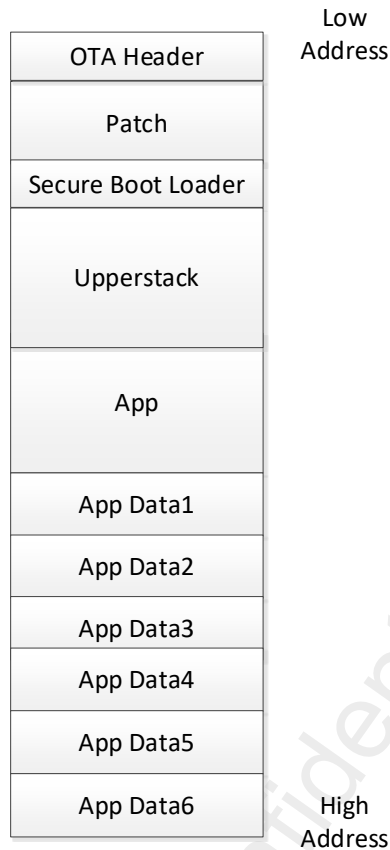 Low
Address
OTA Header
Patch
Secure Boot Loader
Upperstack
App
App Data1
App Data2
App Data3
App Data4
App Data5
App Data6
High
Address